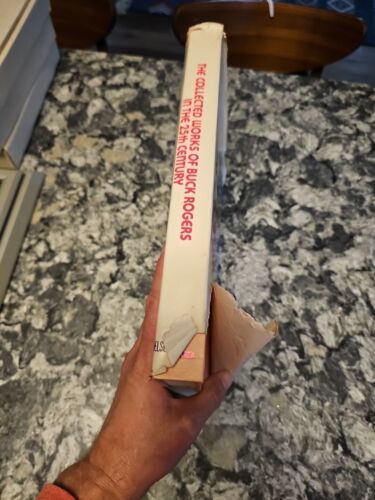 THE COLLECTED WORKS OF BUCK ROGERS
IN THE 25th CENTURY